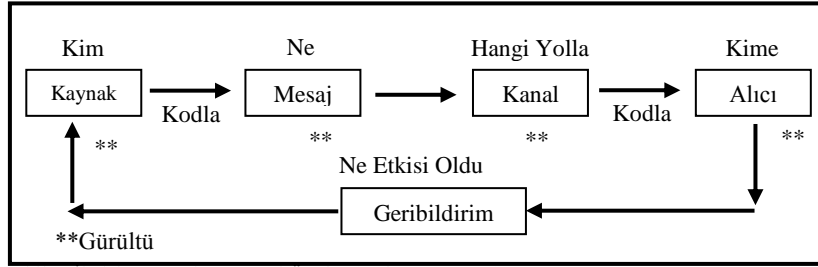 Kim Ne Hangi Yolla Kime
Kaynak Mesaj Kanal Alıcı
Kodla Kodla
** ** ** **
Ne Etkisi Oldu
Geribildirim
**Gürültü